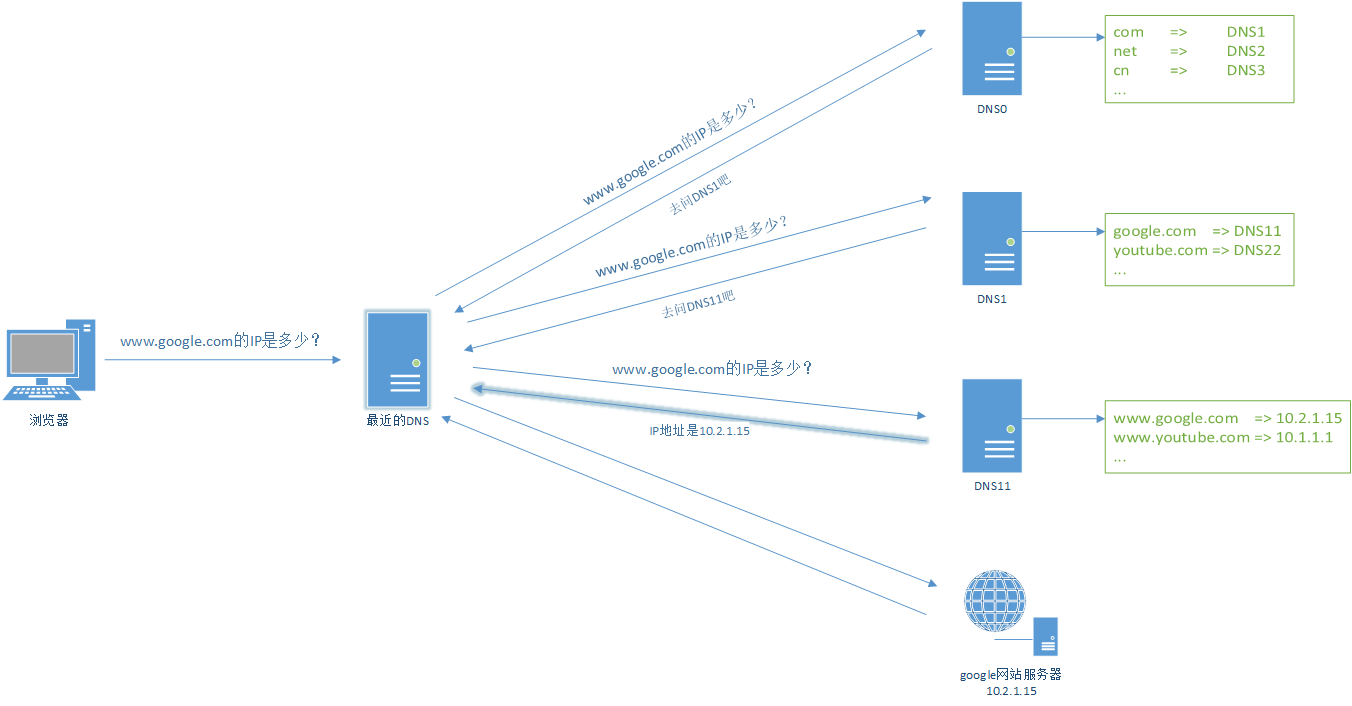 com => DNS1
net => DNS2
cn => DNS3
...
DNS0
www.google.com的IP是多少？
去问DNS1吧
google.com => DNS11
youtube.com => DNS22
...
DNS1
www.google.com的IP是多少？
去问DNS11吧
www.google.com的IP是多少？
浏览器
最近的DNS
www.google.com的IP是多少？
IP地址是10.2.1.15
www.google.com => 10.2.1.15
www.youtube.com => 10.1.1.1
...
DNS11
google网站服务器
10.2.1.15